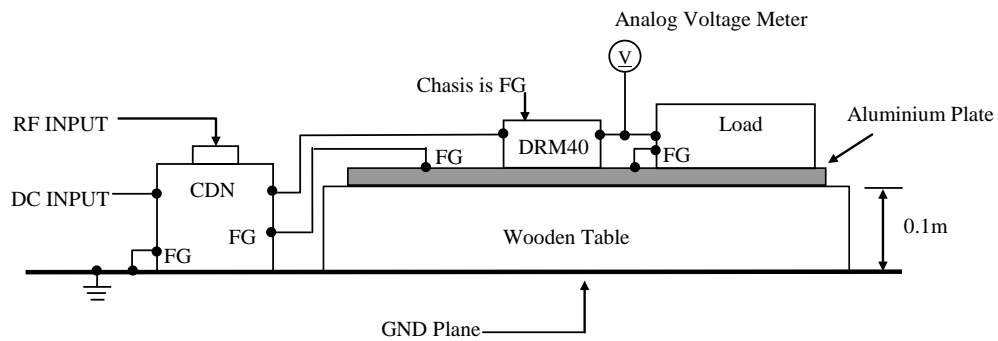 Analog Voltage Meter
V
Chasis is FG
RF INPUT
Load
Aluminium Plate
DRM40
FG
FG
CDN
DC INPUT
FG
Wooden Table
0.1m
FG
GND Plane